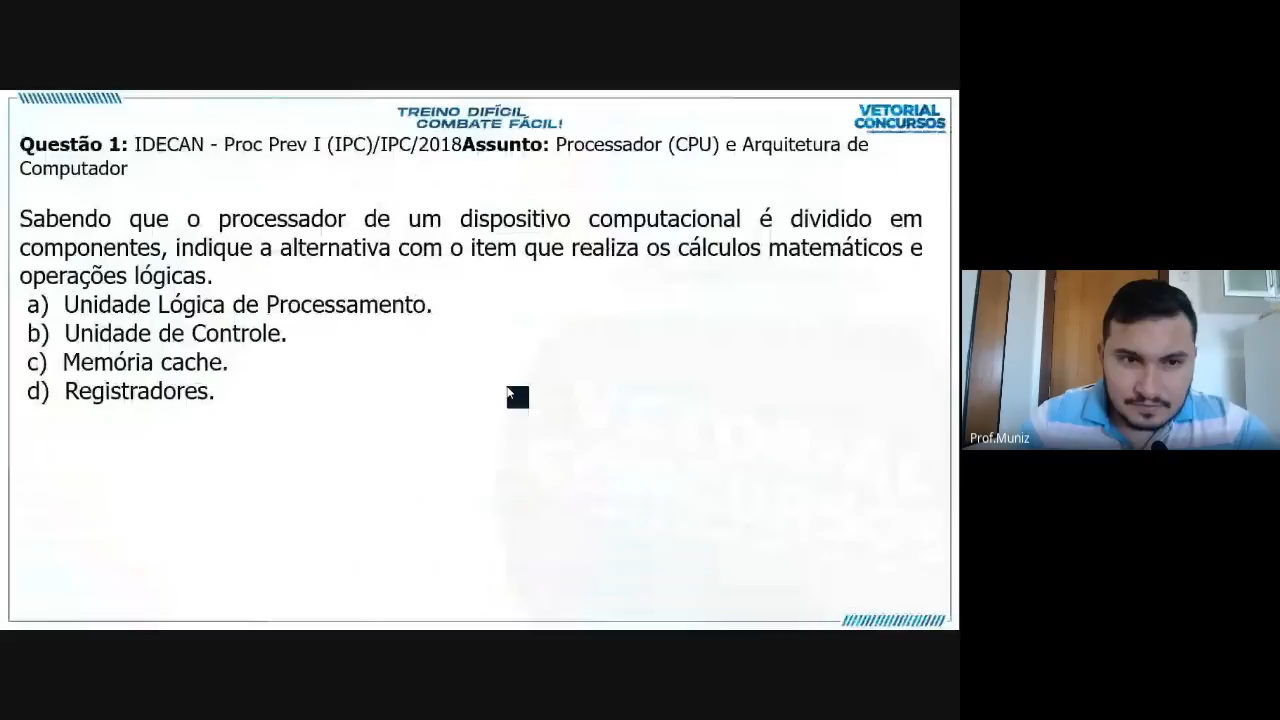 TREINO DIFÍCIL,
COMBATE FÁCIL!
VETORIAL
CONCURSOS
Questão 1: IDECAN - Proc Prev I (IPC)/IPC/2018Assunto: Processador (CPU) e Arquitetura de
Computador
Sabendo que o processador de um dispositivo computacional é dividido em
componentes, indique a alternativa com o item que realiza os cálculos matemáticos e
operações lógicas.
a) Unidade Lógica de Processamento.
b) Unidade de Controle.
c) Memória cache.
d) Registradores.
Prof.Muniz